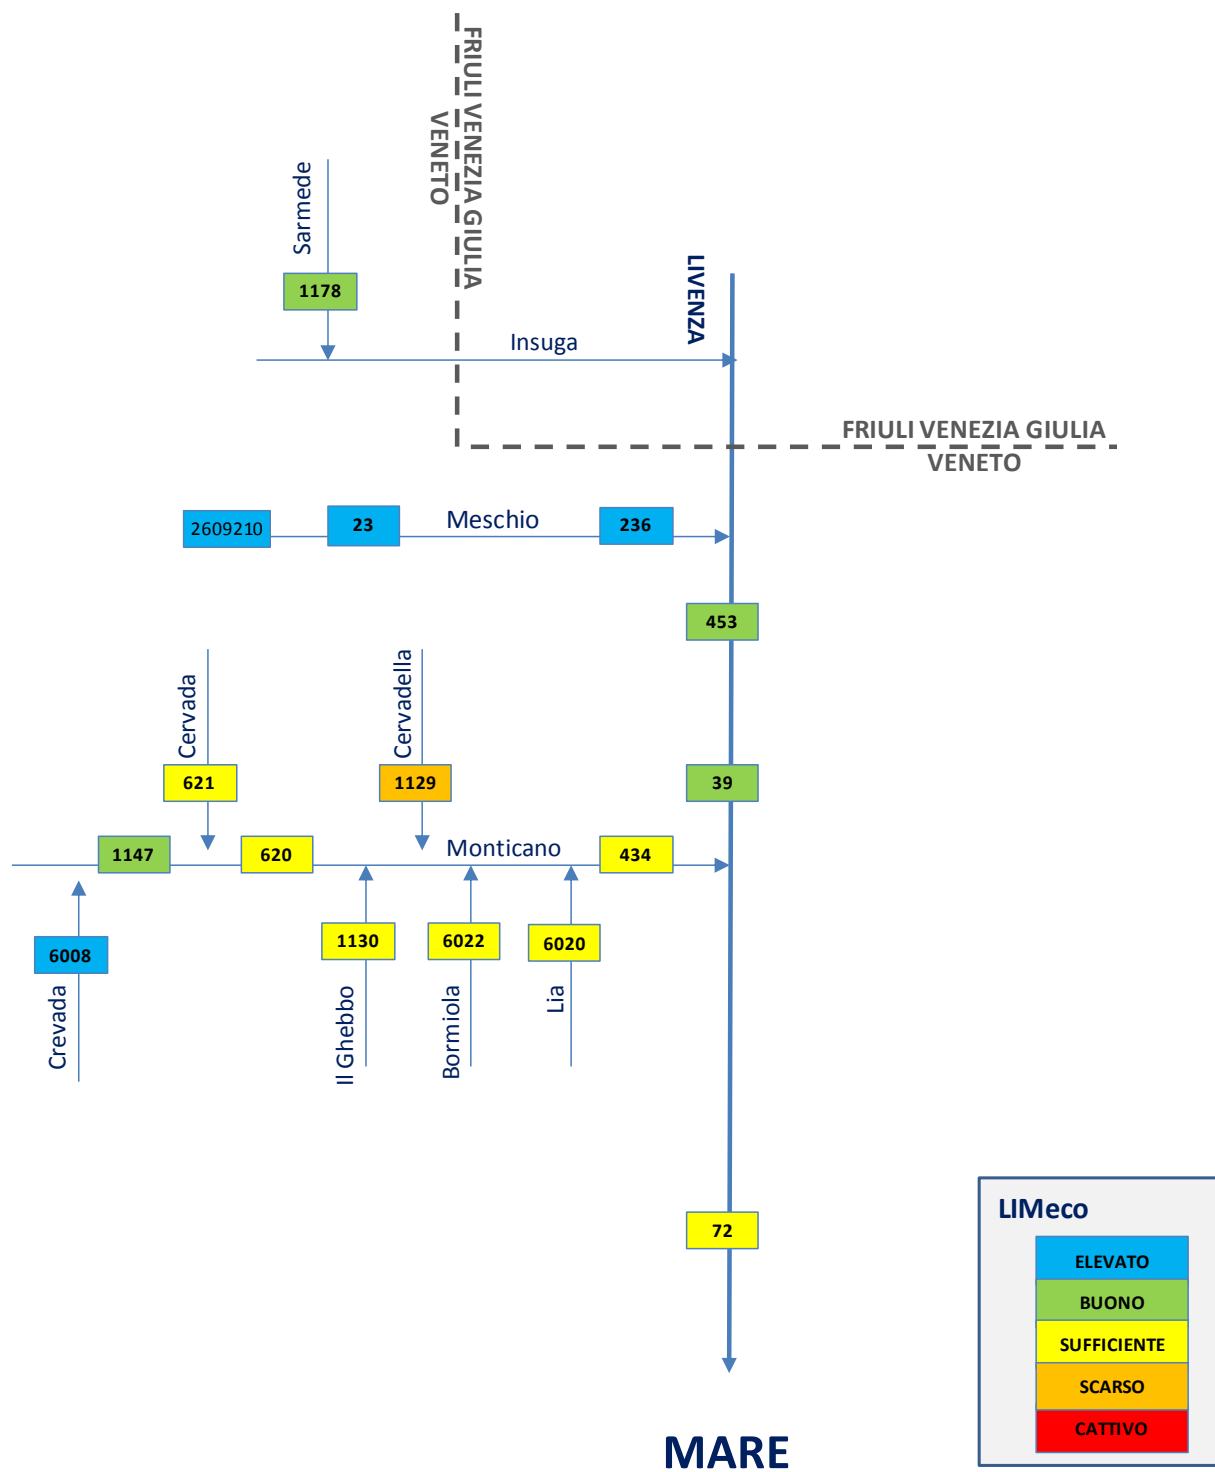 FRIULI VENEZIA GIULIA
VENETO
Sarmede
1178
LIVENZA
Insuga
FRIULI VENEZIA GIULIA
VENETO
2609210
23
Meschio
236
453
Cervada
Cervadella
621
1129
39
1147
620
Monticano
434
6008
1130
6022
6020
Crevada
Il Ghebbo
Bormiola
Lia
72
LIMeco
ELEVATO
BUONO
SUFFICIENTE
SCARSO
CATTIVO
MARE